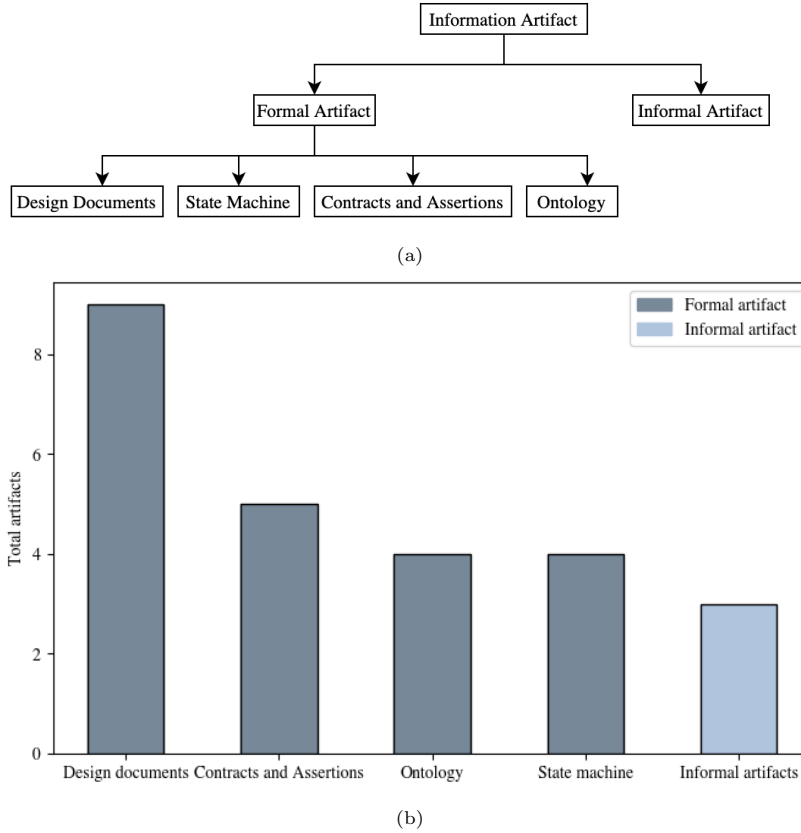 Information Artifact
Formal Artifact
Informal Artifact
Design Documents
State Machine
Contracts and Assertions
Ontology
(a)
Formal artifact
Informal artifact
Total artifacts
8
6
4
2
0
Design documents
Contracts and Assertions
Ontology
State machine
Informal artifacts
(b)